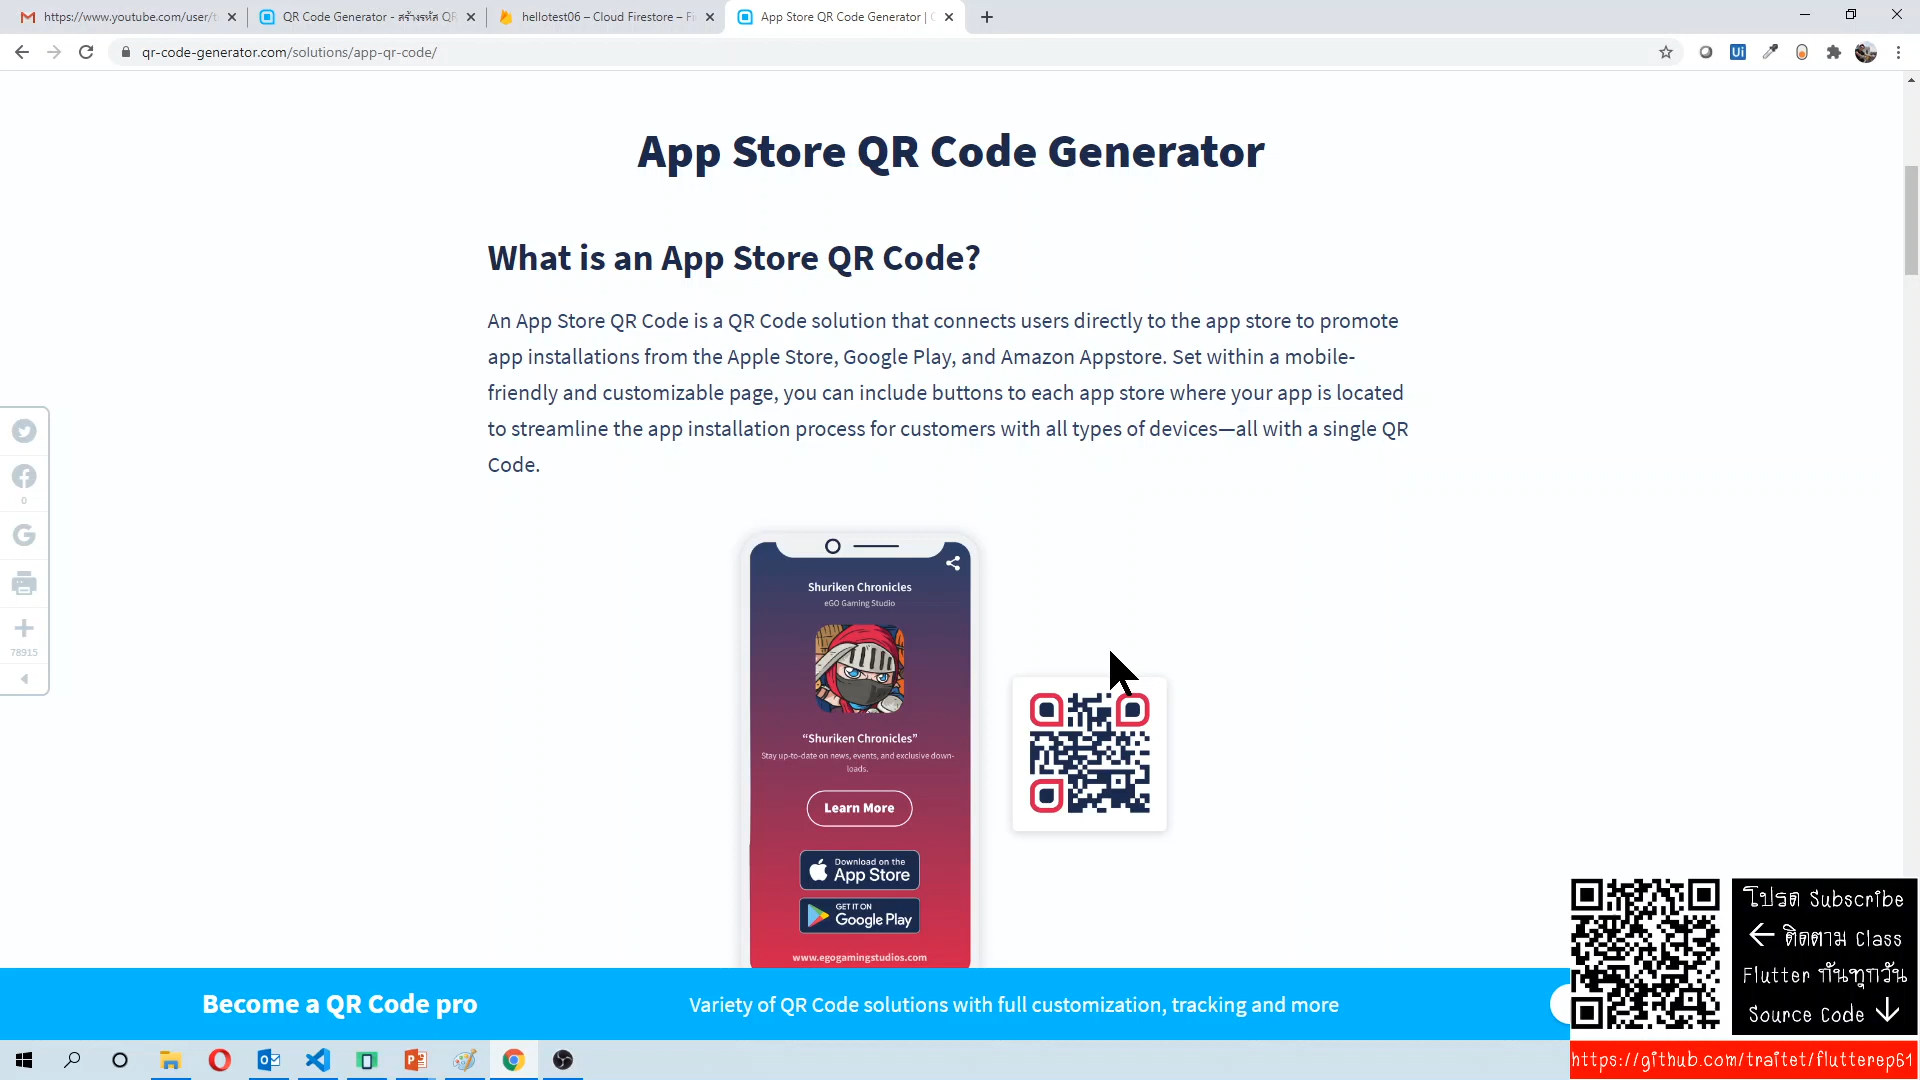 https://www.youtube.com/user/t
QR Code Generator - สร้างรหัส QR
hellotest06 – Cloud Firestore – Fi
App Store QR Code Generator |
qr-code-generator.com/solutions/app-qr-code/
App Store QR Code Generator
What is an App Store QR Code?
An App Store QR Code is a QR Code solution that connects users directly to the app store to promote
app installations from the Apple Store, Google Play, and Amazon Appstore. Set within a mobile-
friendly and customizable page, you can include buttons to each app store where your app is located
to streamline the app installation process for customers with all types of devices—all with a single QR
Code.
0
78915
Shuriken Chronicles
eGO Gaming Studio
“Shuriken Chronicles”
Stay up-to-date on news, events, and exclusive down-
loads.
Learn More
Download on the
App Store
GET IT ON
Google Play
www.egogamingstudios.com
Become a QR Code pro
Variety of QR Code solutions with full customization, tracking and more
โปรด Subscribe
← ติดตาม Class
Flutter กันทุกวัน
Source Code ↓
https://github.com/traitet/flutterep61